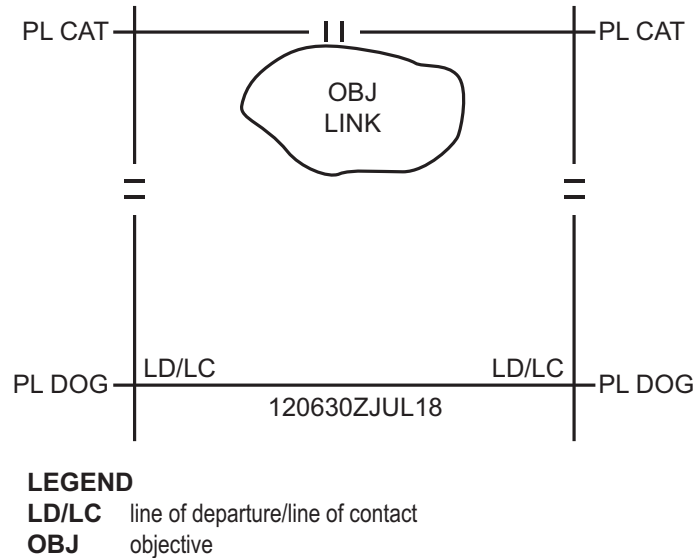 PL CAT
PL CAT
OBJ
LINK
LD/LC
LD/LC
PL DOG
PL DOG
120630ZJUL18
LEGEND
LD/LC line of departure/line of contact
OBJ objective